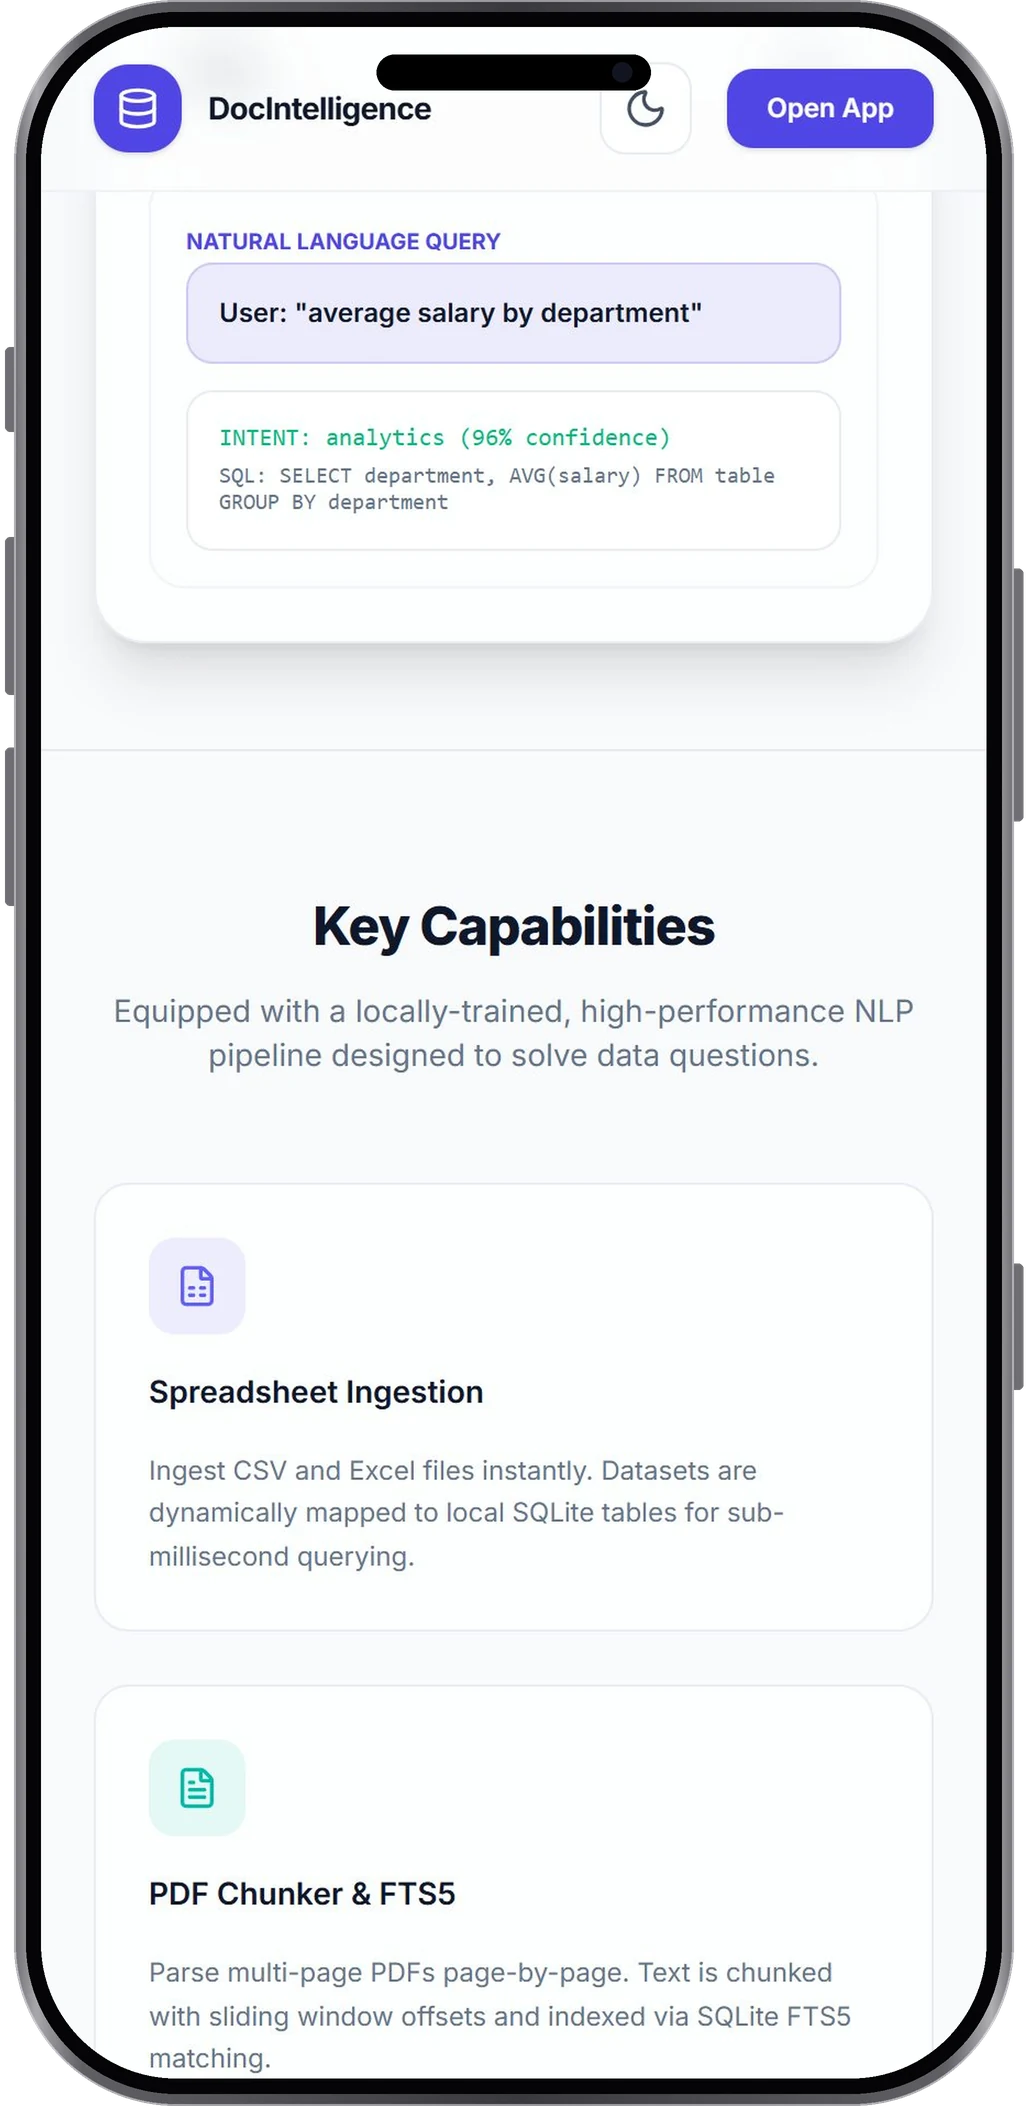 DocIntelligence
Open App
NATURAL LANGUAGE QUERY
User: "average salary by department"
INTENT: analytics (96% confidence)
SQL: SELECT department, AVG(salary) FROM table
GROUP BY department
Key Capabilities
Equipped with a locally-trained, high-performance NLP
pipeline designed to solve data questions.
Spreadsheet Ingestion
Ingest CSV and Excel files instantly. Datasets are
dynamically mapped to local SQLite tables for sub-
millisecond querying.
PDF Chunker & FTS5
Parse multi-page PDFs page-by-page. Text is chunked
with sliding window offsets and indexed via SQLite FTS5
matching.